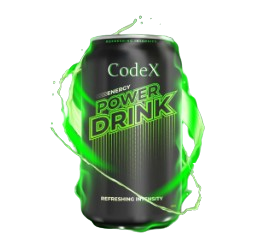 CodeX
ENERGY
POWER
DRINK
REFRESHING INTENSITY